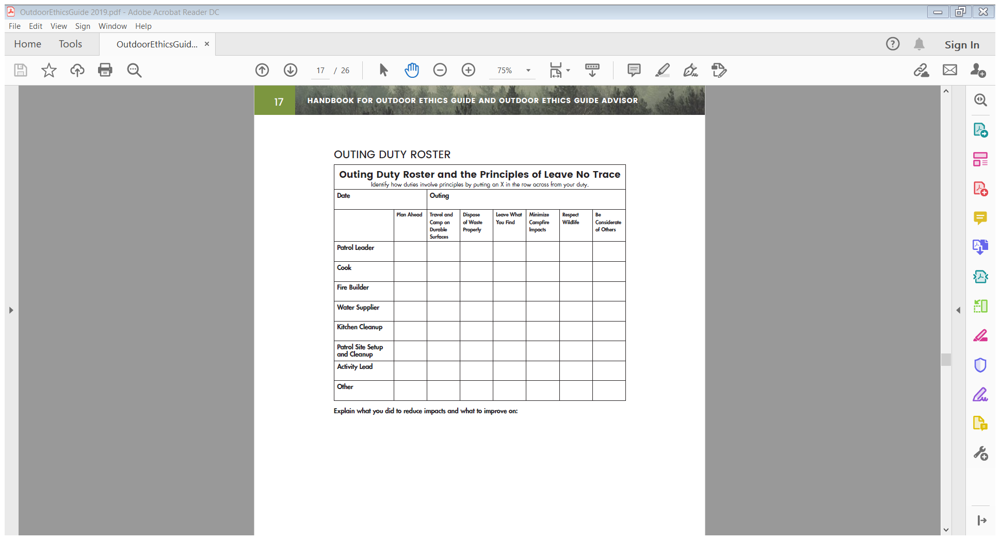 OutdoorEthicsGuide 2019.pdf - Adobe Acrobat Reader DC
File Edit View Sign Window Help
Home Tools OutdoorEthicsGuid... × Sign In
17 / 26 75%
17 HANDBOOK FOR OUTDOOR ETHICS GUIDE AND OUTDOOR ETHICS GUIDE ADVISOR
OUTING DUTY ROSTER
Outing Duty Roster and the Principles of Leave No Trace
Identify how duties involve principles by putting an X in the row across from your duty.
Date Outing
Plan Ahead
Travel and
Camp on
Durable
Surfaces
Dispose
of Waste
Properly
Leave What
You Find
Minimize
Campfire
Impacts
Respect
Wildlife
Be
Considerate
of Others
Patrol Leader
Cook
Fire Builder
Water Supplier
Kitchen Cleanup
Patrol Site Setup
and Cleanup
Activity Lead
Other
Explain what you did to reduce impacts and what to improve on: